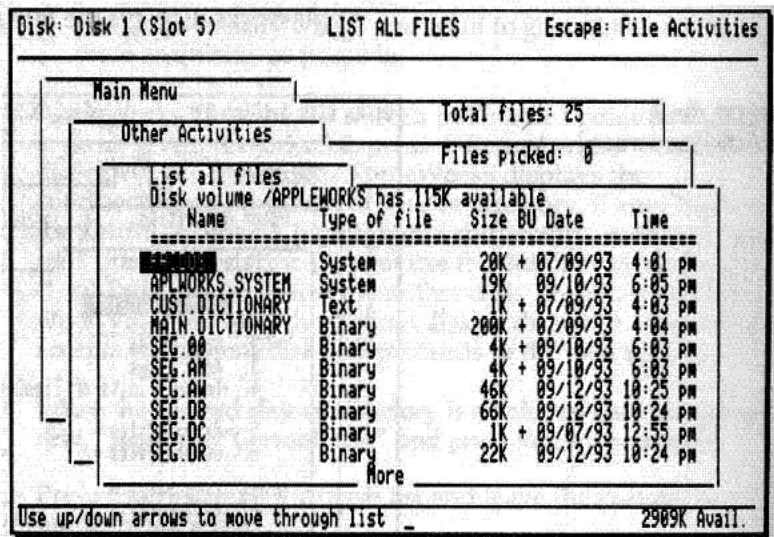 Disk: Disk 1 (Slot 5) LIST ALL FILES Escape: File Activities
Main Menu
Total files: 25
Other Activities
Files picked: 0
List all files
Disk volume /APPLEWORKS has 115K available
Name Type of file Size BU Date Time
System 20K + 07/09/93 4:01 pm
APLWORKS.SYSTEM System 19K 09/10/93 6:05 pm
CUST.DICTIONARY Text 1K + 07/09/93 4:03 pm
MAIN.DICTIONARY Binary 200K + 07/09/93 4:04 pm
SEG.00 Binary 4K + 09/10/93 6:03 pm
SEG.AM Binary 4K + 09/10/93 6:03 pm
SEG.AW Binary 46K 09/12/93 10:25 pm
SEG.DB Binary 66K 09/12/93 10:24 pm
SEG.DC Binary 1K + 09/07/93 12:55 pm
SEG.DR Binary 22K 09/12/93 10:24 pm
More
Use up/down arrows to move through list _ 2909K Avail.